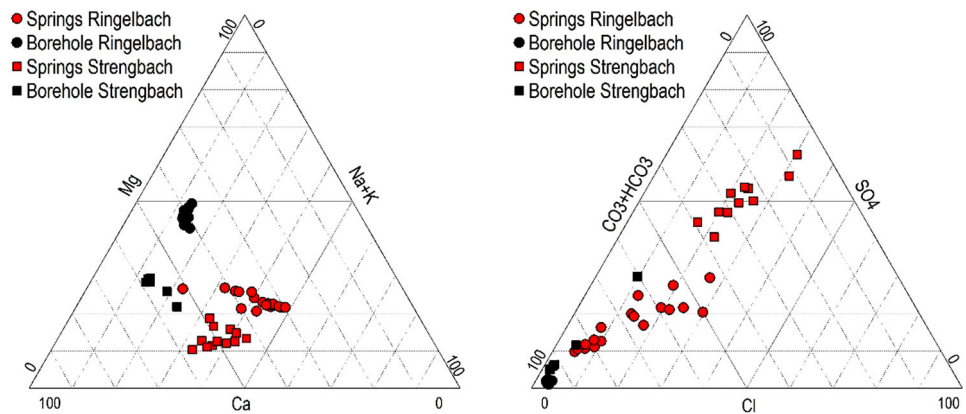 Springs Ringelbach
Borehole Ringelbach
Springs Strengbach
Borehole Strengbach
100
0
Mg
Na+K
0
100
Ca
100
0
Springs Ringelbach
Borehole Ringelbach
Springs Strengbach
Borehole Strengbach
0
100
CO3+HCO3
SO4
100
0
0
Cl
100